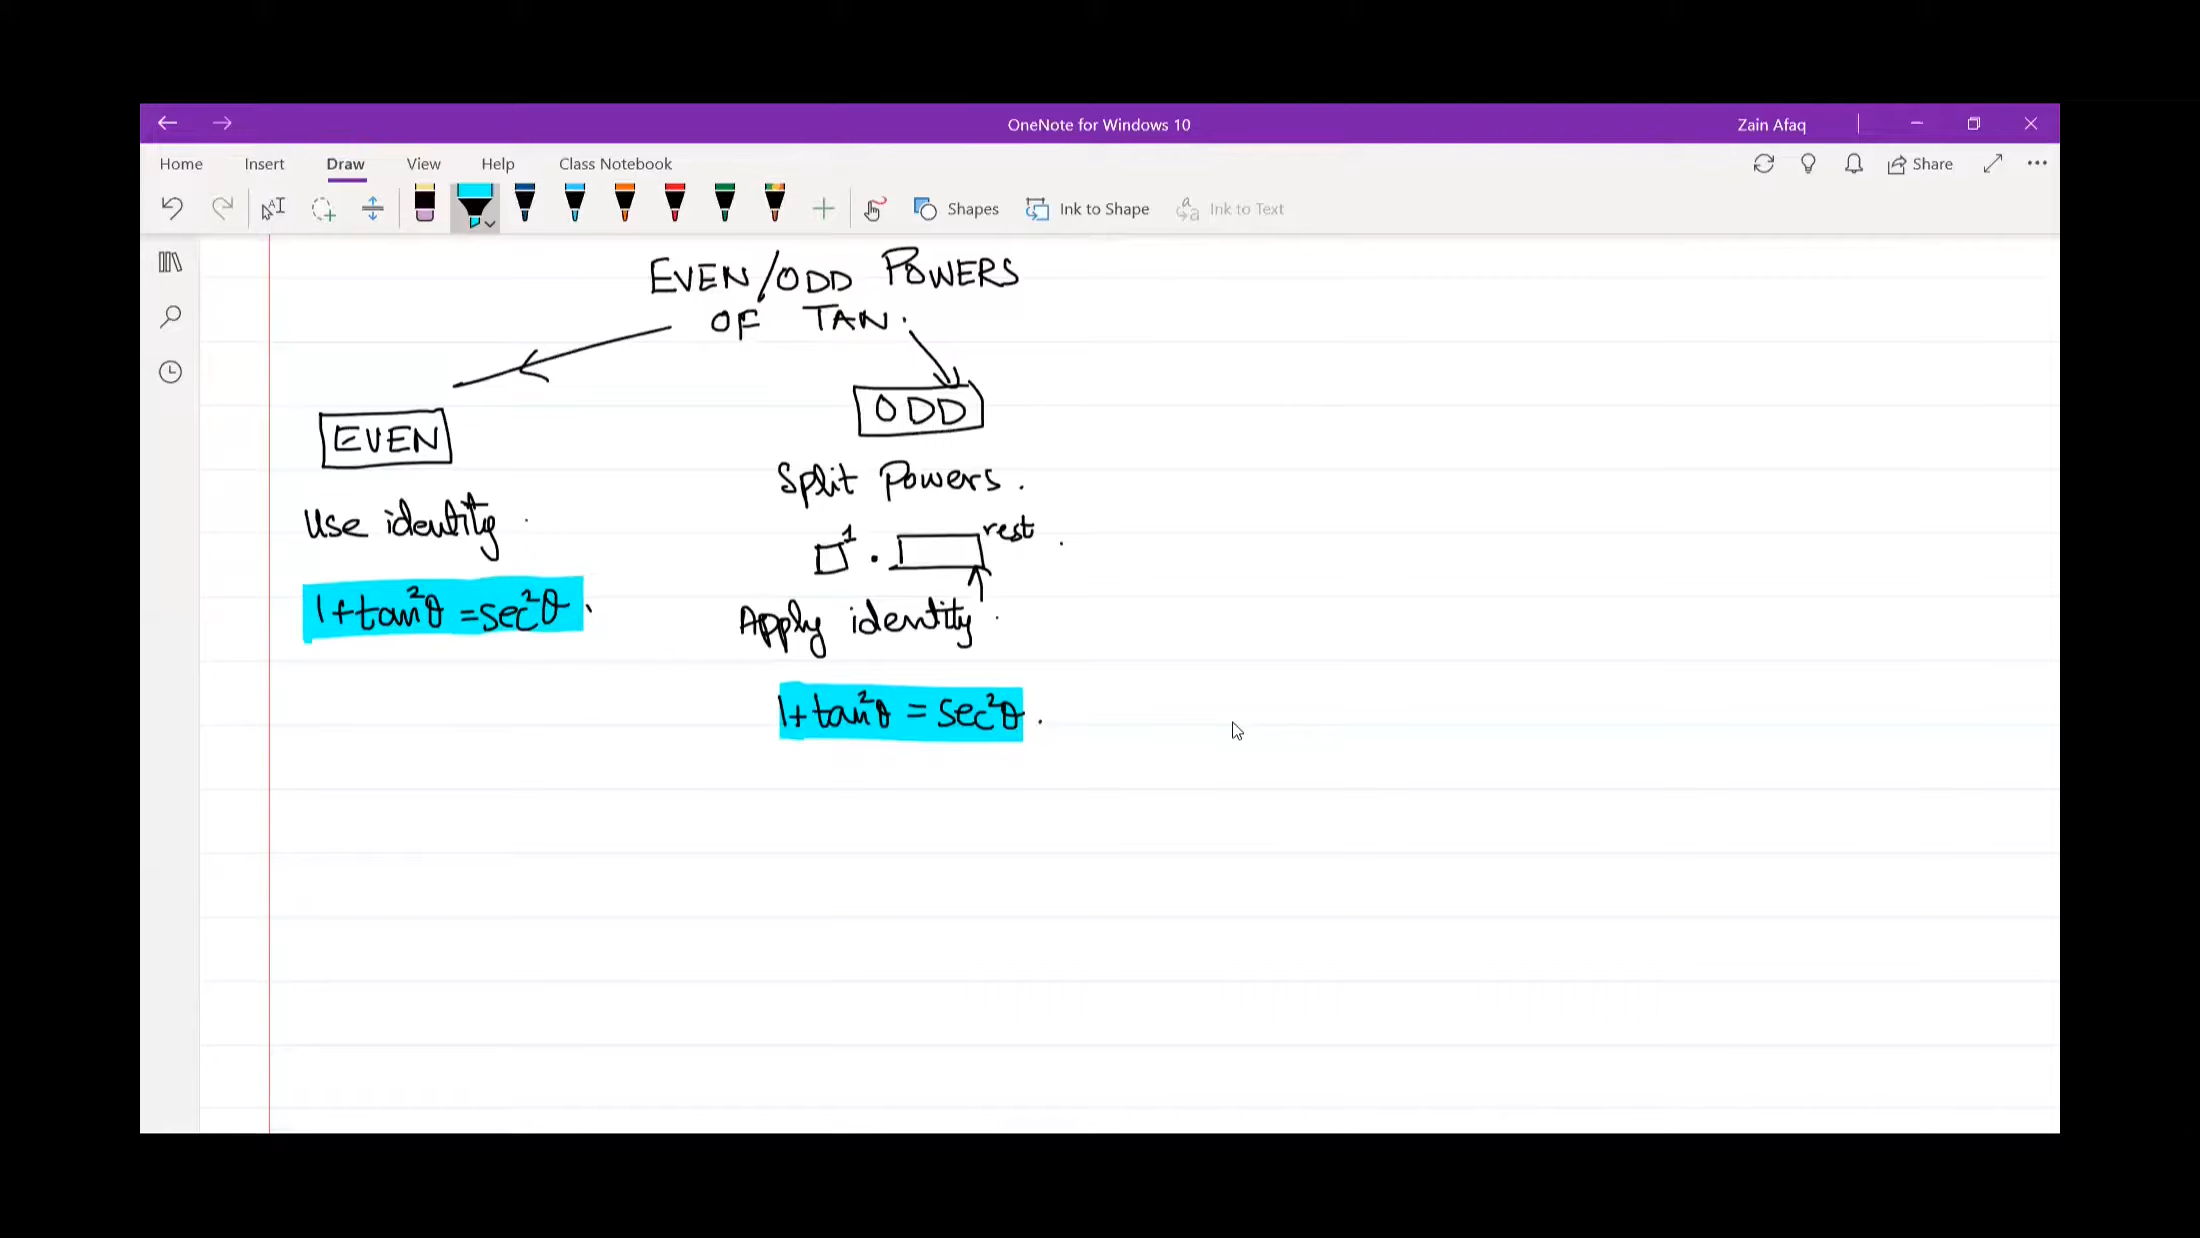 OneNote for Windows 10
Zain Afaq
Home Insert Draw View Help Class Notebook
Share
Shapes Ink to Shape Ink to Text
EVEN/ODD POWERS
OF TAN.
EVEN
Use identity.
1+tan²θ=sec²θ.
ODD
Split Powers.
□¹ · □ rest.
Apply identity.
1+tan²θ = sec²θ.